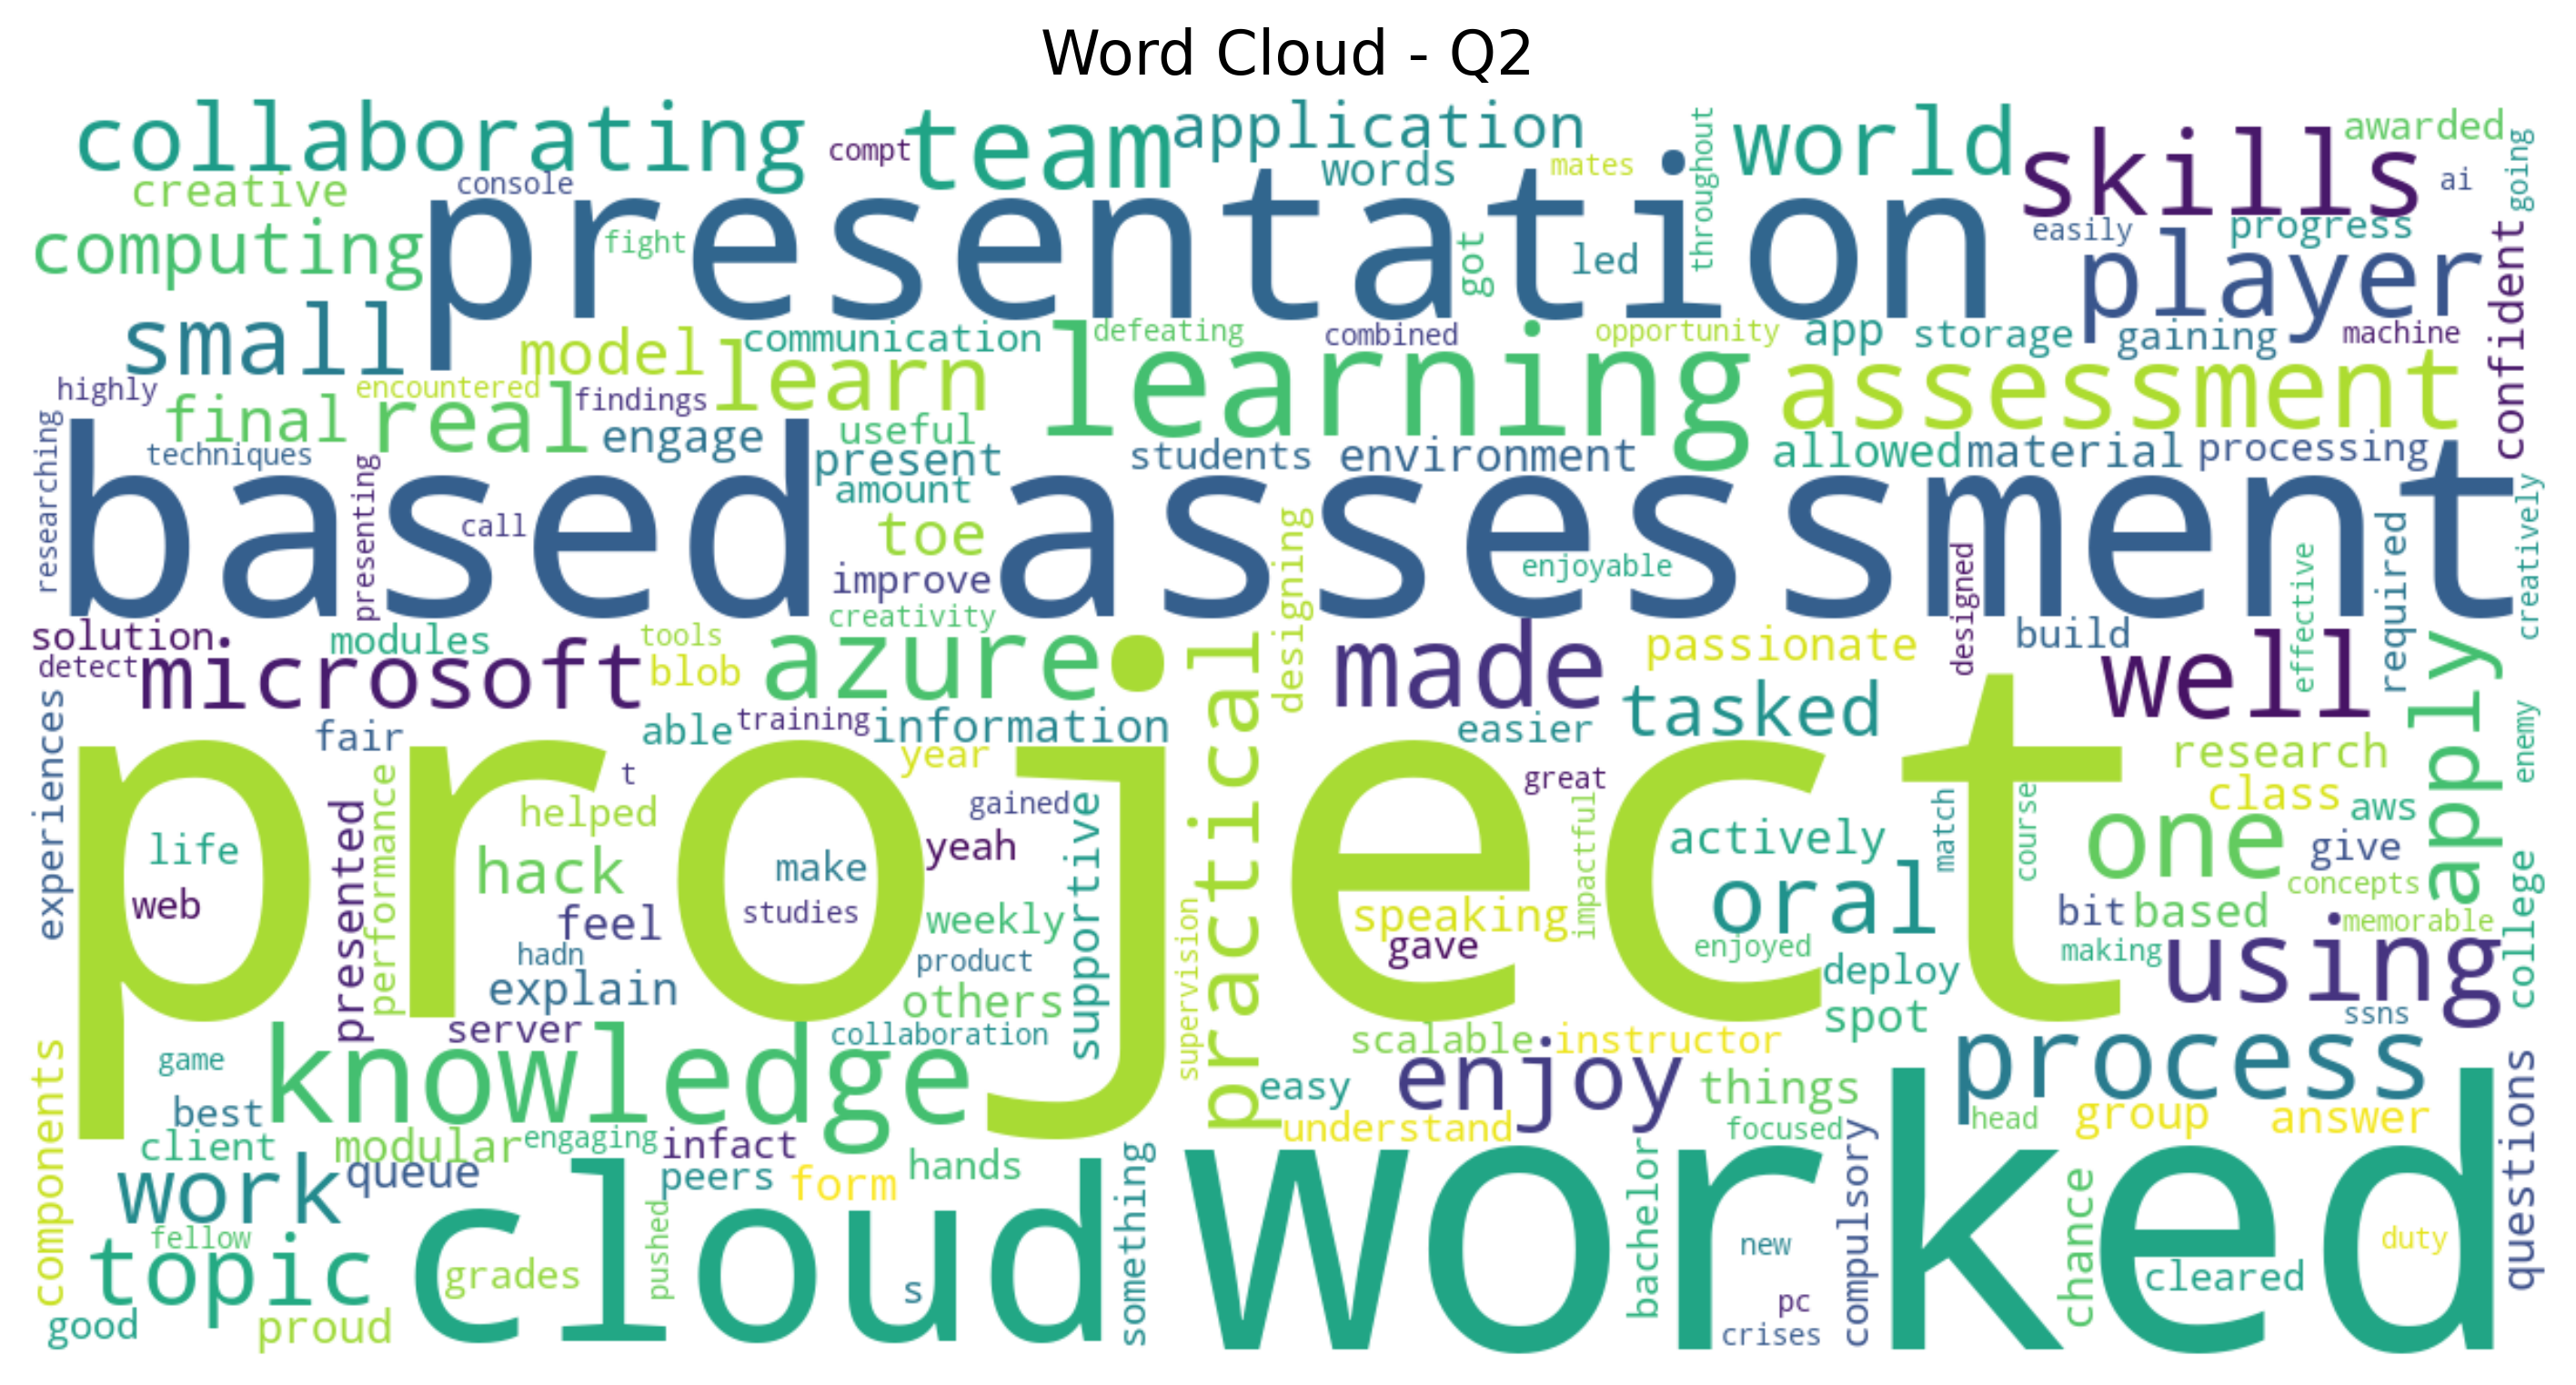 Word Cloud - Q2
collaborating
compt
team
application
words
mates
throughout
world
skills
awarded
ai
going
creative
console
presentation
computing
fight
got
led
easily
progress
player
confident
small
model
communication
learn
defeating
learning
combined
opportunity
app
storage
gaining
machine
highly
encountered
final
real
findings
engage
useful
assessment
researching
techniques
presenting
present
amount
students
environment
allowed
material
processing
based assessment
call
toe
improve
creativity
designing
enjoyable
designed
effective
required
creatively
solution
modules
tools
detect
microsoft
blob
azure
made
passionate
build
well
apply
experiences
fair
able
training
information
year
easier
tasked
research
enemy
project
practical
t
great
class
aws
presented
performance
helped
gained
supportive
impactful
match
course
one
give
life
hack
make
yeah
actively
concepts
web
feel
studies
weekly
speaking
oral
bit
based
memorable
college
hadn
product
supervision
gave
enjoyed
making
using
explain
others
deploy
spot
ssns
components
server
collaboration
scalable
instructor
process
game
knowledge
easy
enjoy
things
questions
best
understand
focused
head
group
answer
client
modular
engaging
infact
work
queue
peers
form
hands
something
cloud
worked
bachelor
compulsory
chance
fellow
topic
pushed
grades
s
new
duty
cleared
good
proud
pc
crises